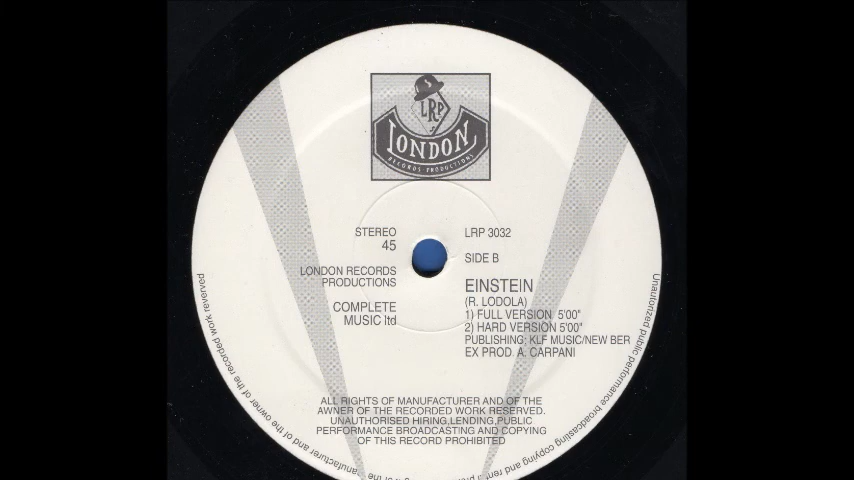 LRP
LONDON
RECORDS PRODUCTIONS
STEREO
45
LONDON RECORDS
PRODUCTIONS
COMPLETE
MUSIC ltd
LRP 3032
SIDE B
EINSTEIN
(R. LODOLA)
1) FULL VERSION 5'00"
2) HARD VERSION 5'00"
PUBLISHING: KLF MUSIC/NEW BER
EX PROD. A. CARPANI
ALL RIGHTS OF MANUFACTURER AND OF THE
AWNER OF THE RECORDED WORK RESERVED.
UNAUTHORISED HIRING,LENDING,PUBLIC
PERFORMANCE BROADCASTING AND COPYING
OF THIS RECORD PROHIBITED
anufacturer and of the owner of the recorded work reverved
Unauthorized public performance broadcasting copying and rent